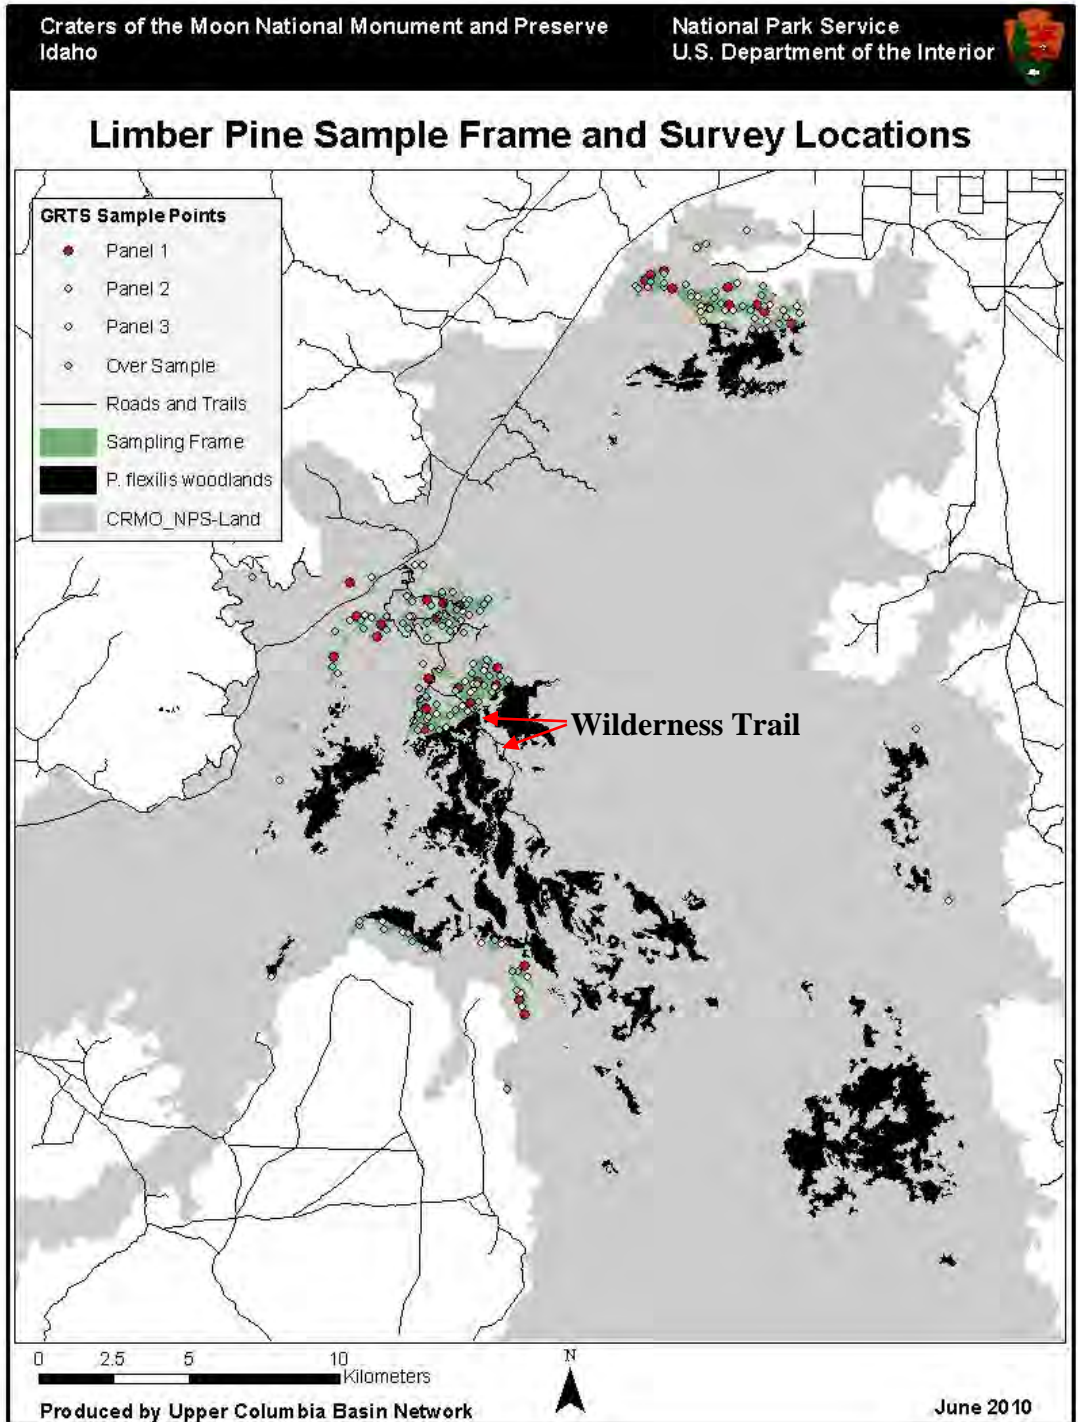 Craters of the Moon National Monument and Preserve
Idaho
National Park Service
U.S. Department of the Interior
Limber Pine Sample Frame and Survey Locations
GRTS Sample Points
Panel 1
Panel 2
Panel 3
Over Sample
Roads and Trails
Sampling Frame
P. flexilis woodlands
CRMO_NPS-Land
Wilderness Trail
0 2.5 5 10
Kilometers
N
Produced by Upper Columbia Basin Network
June 2010